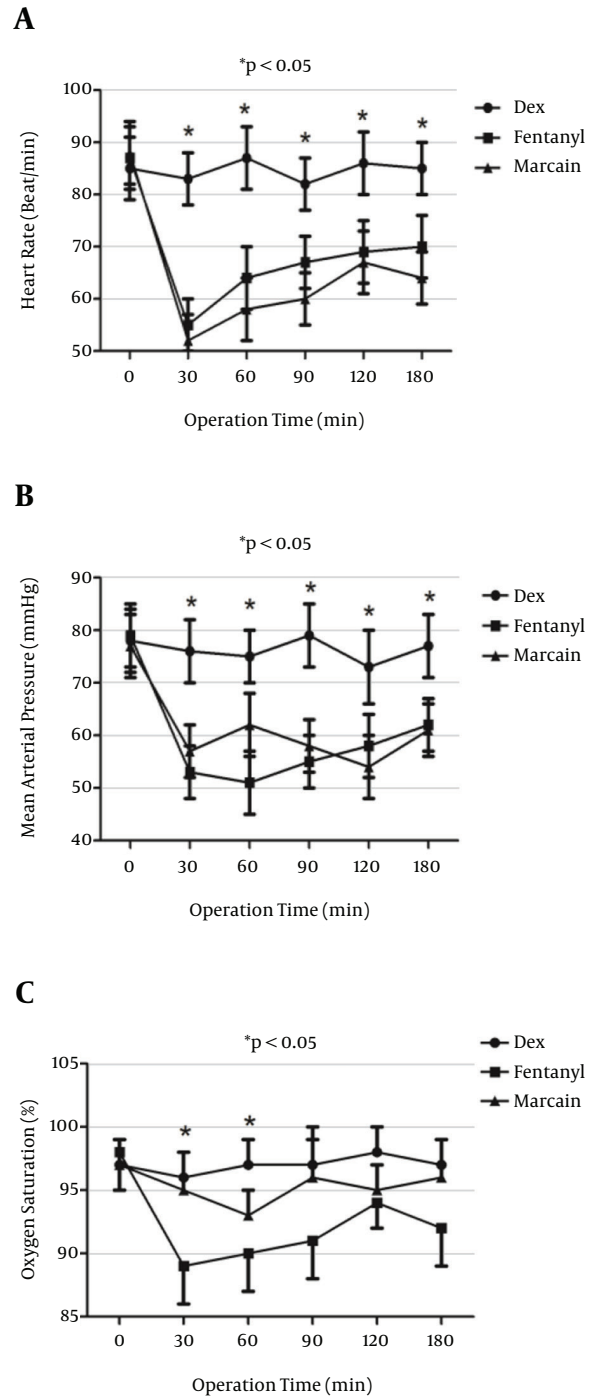 A
*p < 0.05
100
90
80
70
60
50
Heart Rate (Beat/min)
* * * * *
Dex
Fentanyl
Marcain
0 30 60 90 120 180
Operation Time (min)
B
*p < 0.05
90
80
70
60
50
40
Mean Arterial Pressure (mmHg)
* * * * *
Dex
Fentanyl
Marcain
0 30 60 90 120 180
Operation Time (min)
C
*p < 0.05
105
100
95
90
85
Oxygen Saturation (%)
* *
Dex
Fentanyl
Marcain
0 30 60 90 120 180
Operation Time (min)